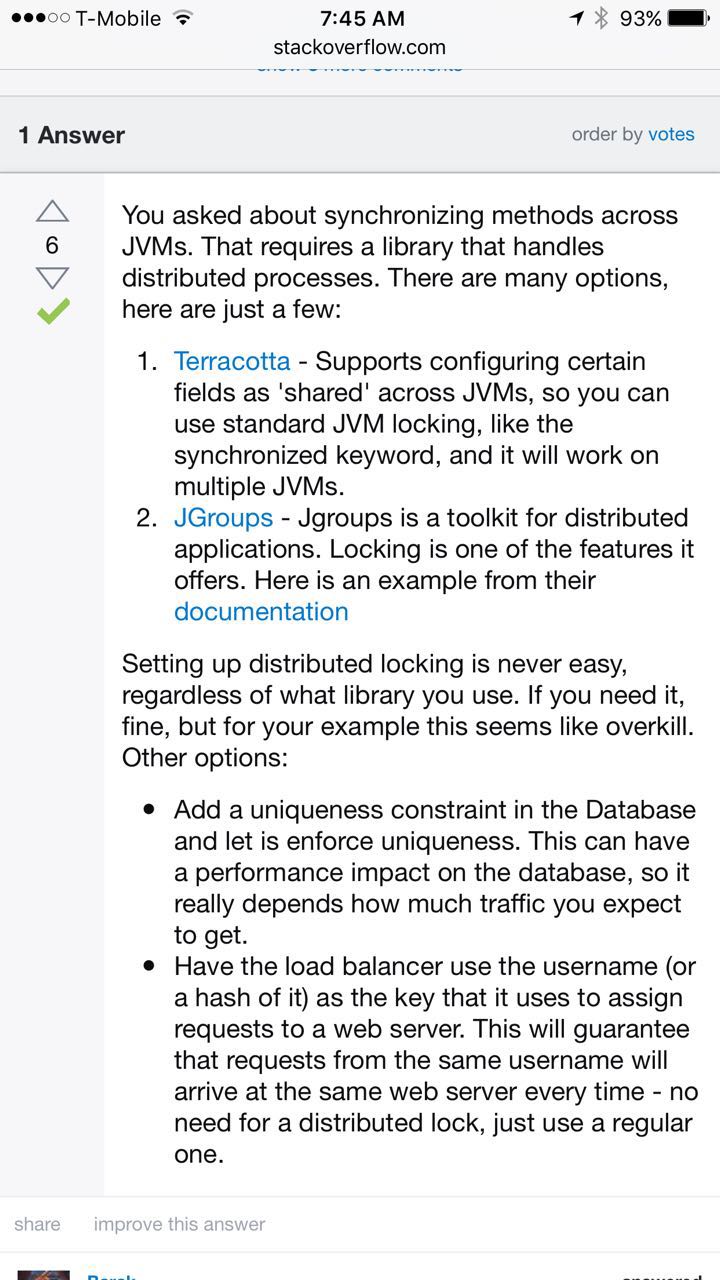 T-Mobile 7:45 AM 93%
stackoverflow.com
show 8 more comments
1 Answer order by votes
6
You asked about synchronizing methods across
JVMs. That requires a library that handles
distributed processes. There are many options,
here are just a few:
1. Terracotta - Supports configuring certain
fields as 'shared' across JVMs, so you can
use standard JVM locking, like the
synchronized keyword, and it will work on
multiple JVMs.
2. JGroups - Jgroups is a toolkit for distributed
applications. Locking is one of the features it
offers. Here is an example from their
documentation
Setting up distributed locking is never easy,
regardless of what library you use. If you need it,
fine, but for your example this seems like overkill.
Other options:
• Add a uniqueness constraint in the Database
and let is enforce uniqueness. This can have
a performance impact on the database, so it
really depends how much traffic you expect
to get.
• Have the load balancer use the username (or
a hash of it) as the key that it uses to assign
requests to a web server. This will guarantee
that requests from the same username will
arrive at the same web server every time - no
need for a distributed lock, just use a regular
one.
share improve this answer
answered